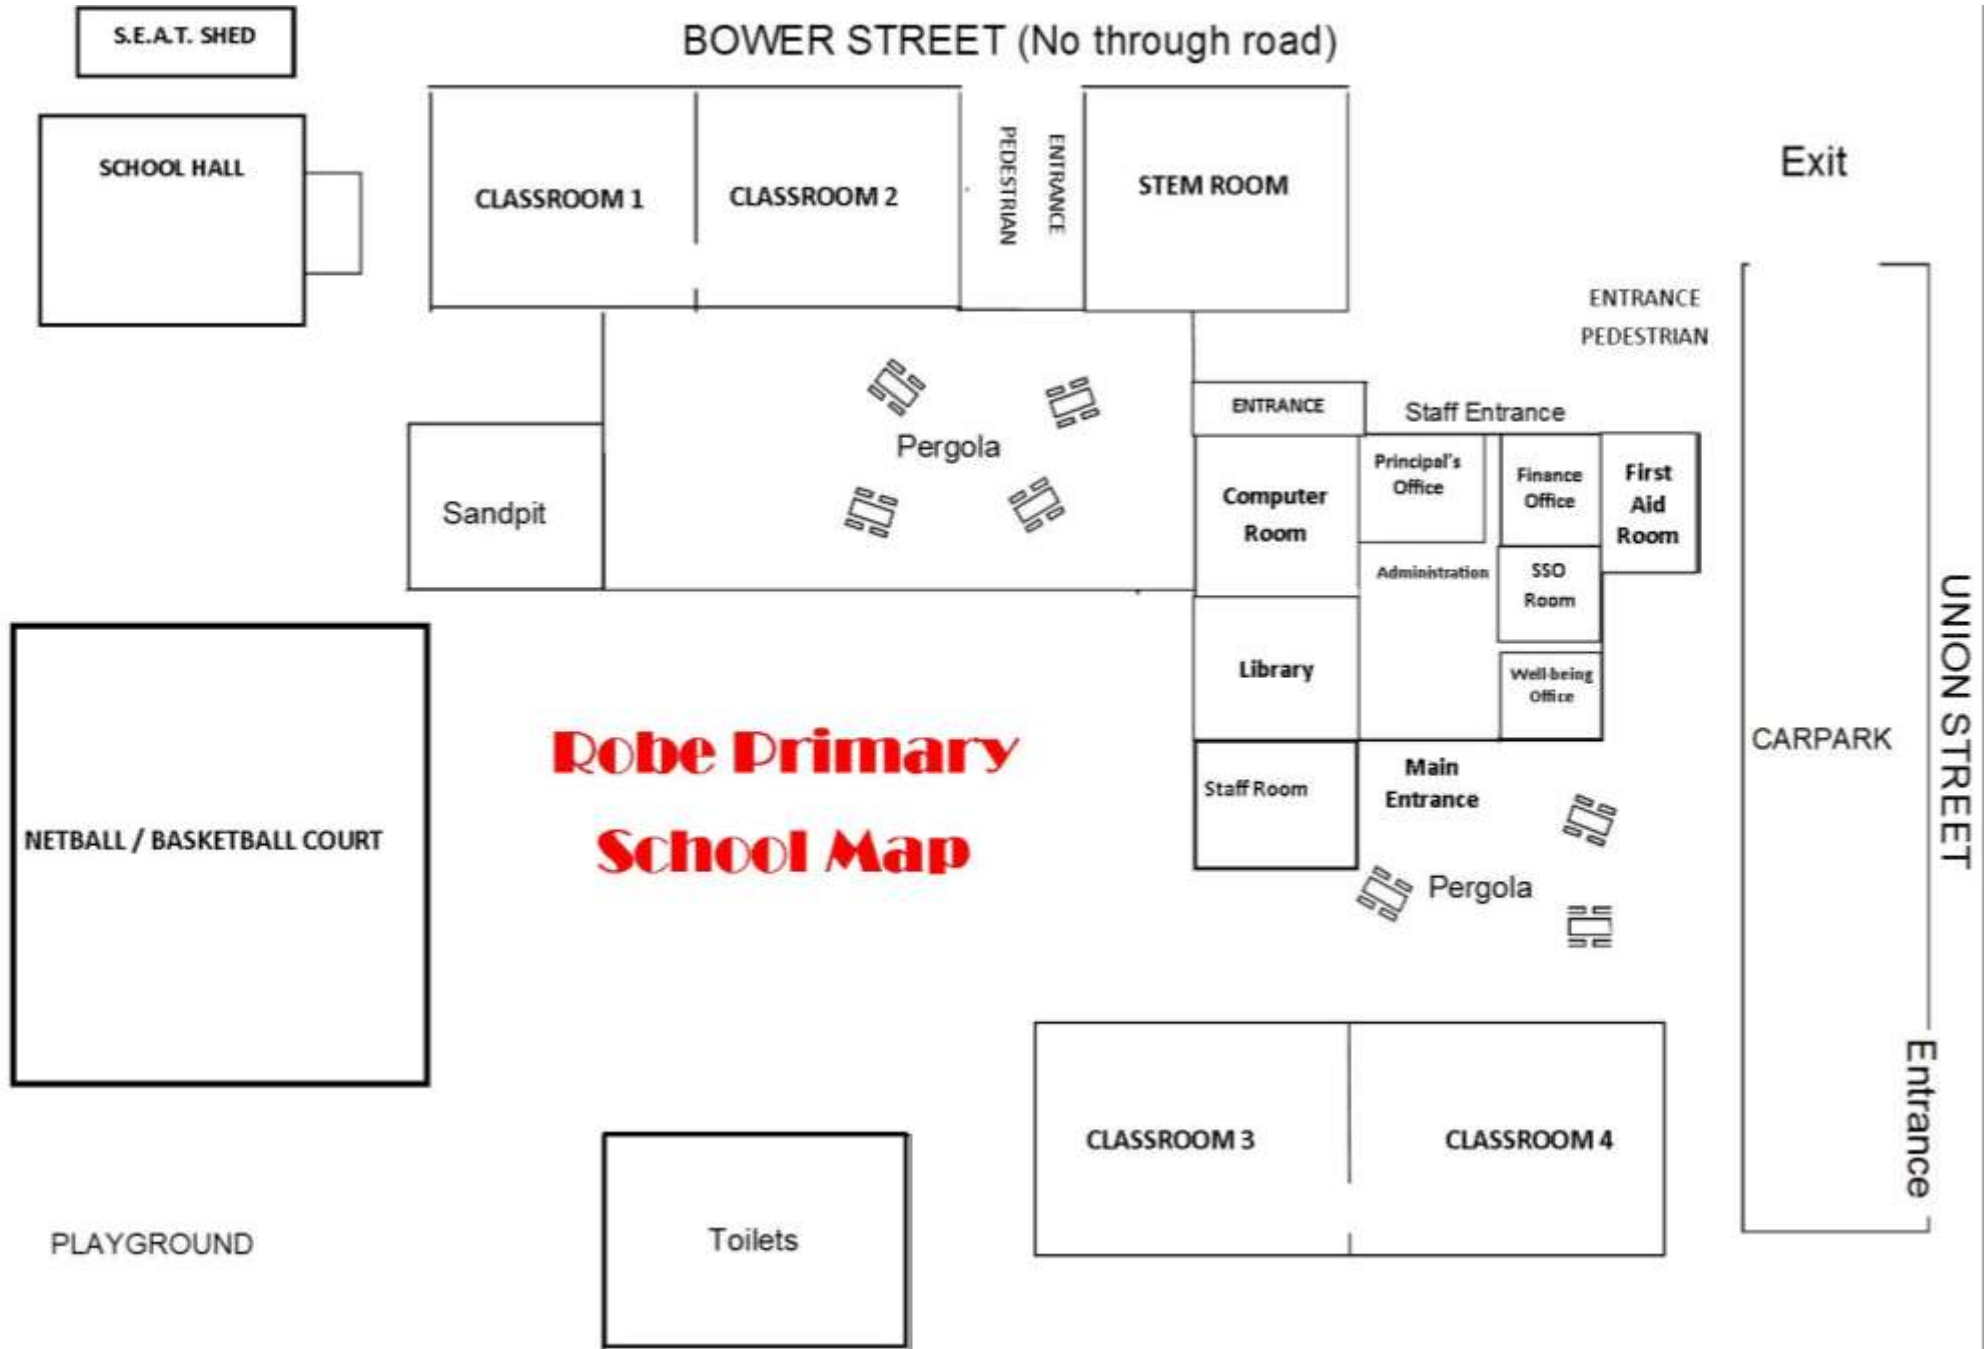 S.E.A.T. SHED
BOWER STREET (No through road)
SCHOOL HALL
CLASSROOM 1
CLASSROOM 2
PEDESTRIAN
ENTRANCE
STEM ROOM
Exit
ENTRANCE
PEDESTRIAN
ENTRANCE
Staff Entrance
Pergola
Sandpit
Computer
Room
Principal's
Office
Finance
Office
First
Aid
Room
Administration
SSO
Room
Library
Well-being
Office
UNION STREET
CARPARK
Robe Primary
School Map
Staff Room
Main
Entrance
NETBALL / BASKETBALL COURT
Pergola
Entrance
CLASSROOM 3
CLASSROOM 4
PLAYGROUND
Toilets